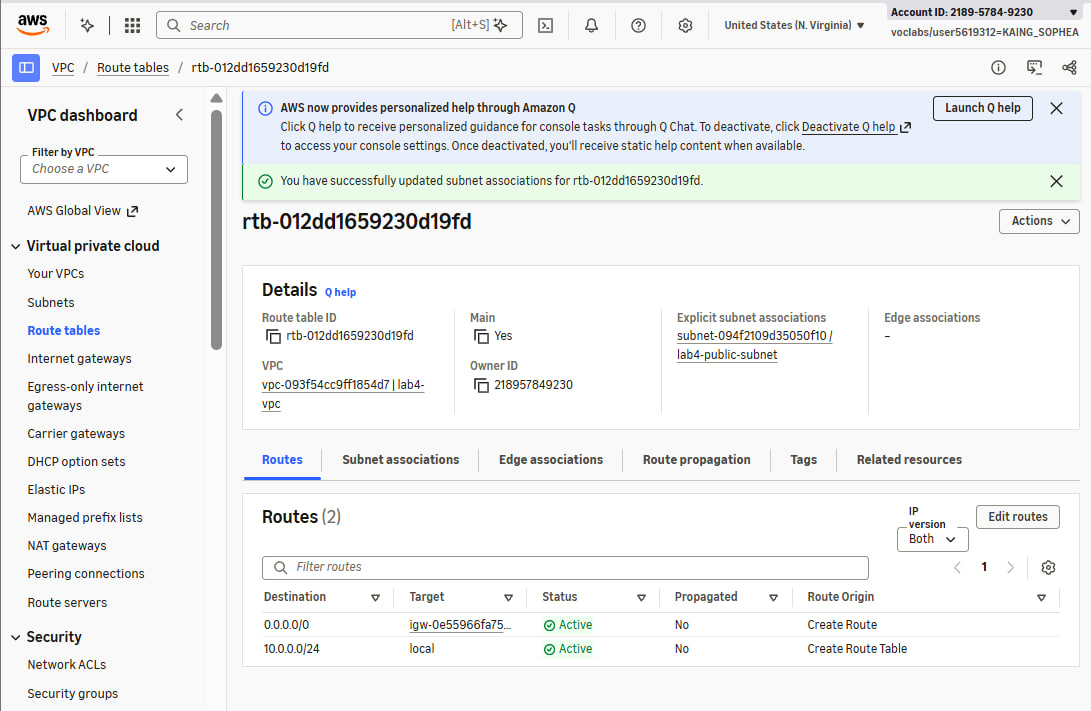 aws
Search [Alt+S]
United States (N. Virginia)
Account ID: 2189-5784-9230
voclabs/user5619312=KAING_SOPHEA
VPC / Route tables / rtb-012dd1659230d19fd
VPC dashboard
Filter by VPC
Choose a VPC
AWS Global View
Virtual private cloud
Your VPCs
Subnets
Route tables
Internet gateways
Egress-only internet
gateways
Carrier gateways
DHCP option sets
Elastic IPs
Managed prefix lists
NAT gateways
Peering connections
Route servers
Security
Network ACLs
Security groups
AWS now provides personalized help through Amazon Q
Click Q help to receive personalized guidance for console tasks through Q Chat. To deactivate, click Deactivate Q help
to access your console settings. Once deactivated, you'll receive static help content when available.
Launch Q help
You have successfully updated subnet associations for rtb-012dd1659230d19fd.
rtb-012dd1659230d19fd
Actions
Details Q help
Route table ID
rtb-012dd1659230d19fd
VPC
vpc-093f54cc9ff1854d7 | lab4-
vpc
Main
Yes
Owner ID
218957849230
Explicit subnet associations
subnet-094f2109d35050f10 /
lab4-public-subnet
Edge associations
–
Routes Subnet associations Edge associations Route propagation Tags Related resources
Routes (2)
IP
version
Both
Edit routes
Filter routes
1
Destination Target Status Propagated Route Origin
0.0.0.0/0 igw-0e55966fa75... Active No Create Route
10.0.0.0/24 local Active No Create Route Table